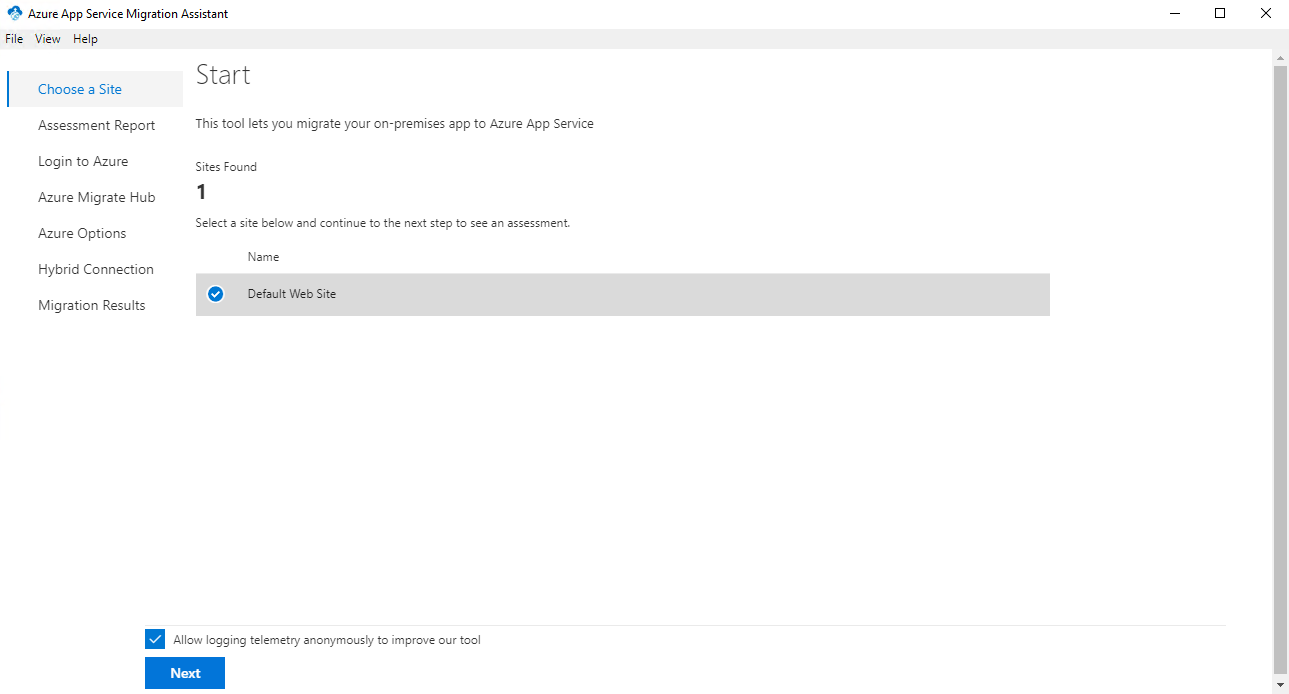 Azure App Service Migration Assistant
File View Help
Choose a Site
Assessment Report
Login to Azure
Azure Migrate Hub
Azure Options
Hybrid Connection
Migration Results
Start
This tool lets you migrate your on-premises app to Azure App Service
Sites Found
1
Select a site below and continue to the next step to see an assessment.
Name
Default Web Site
Allow logging telemetry anonymously to improve our tool
Next